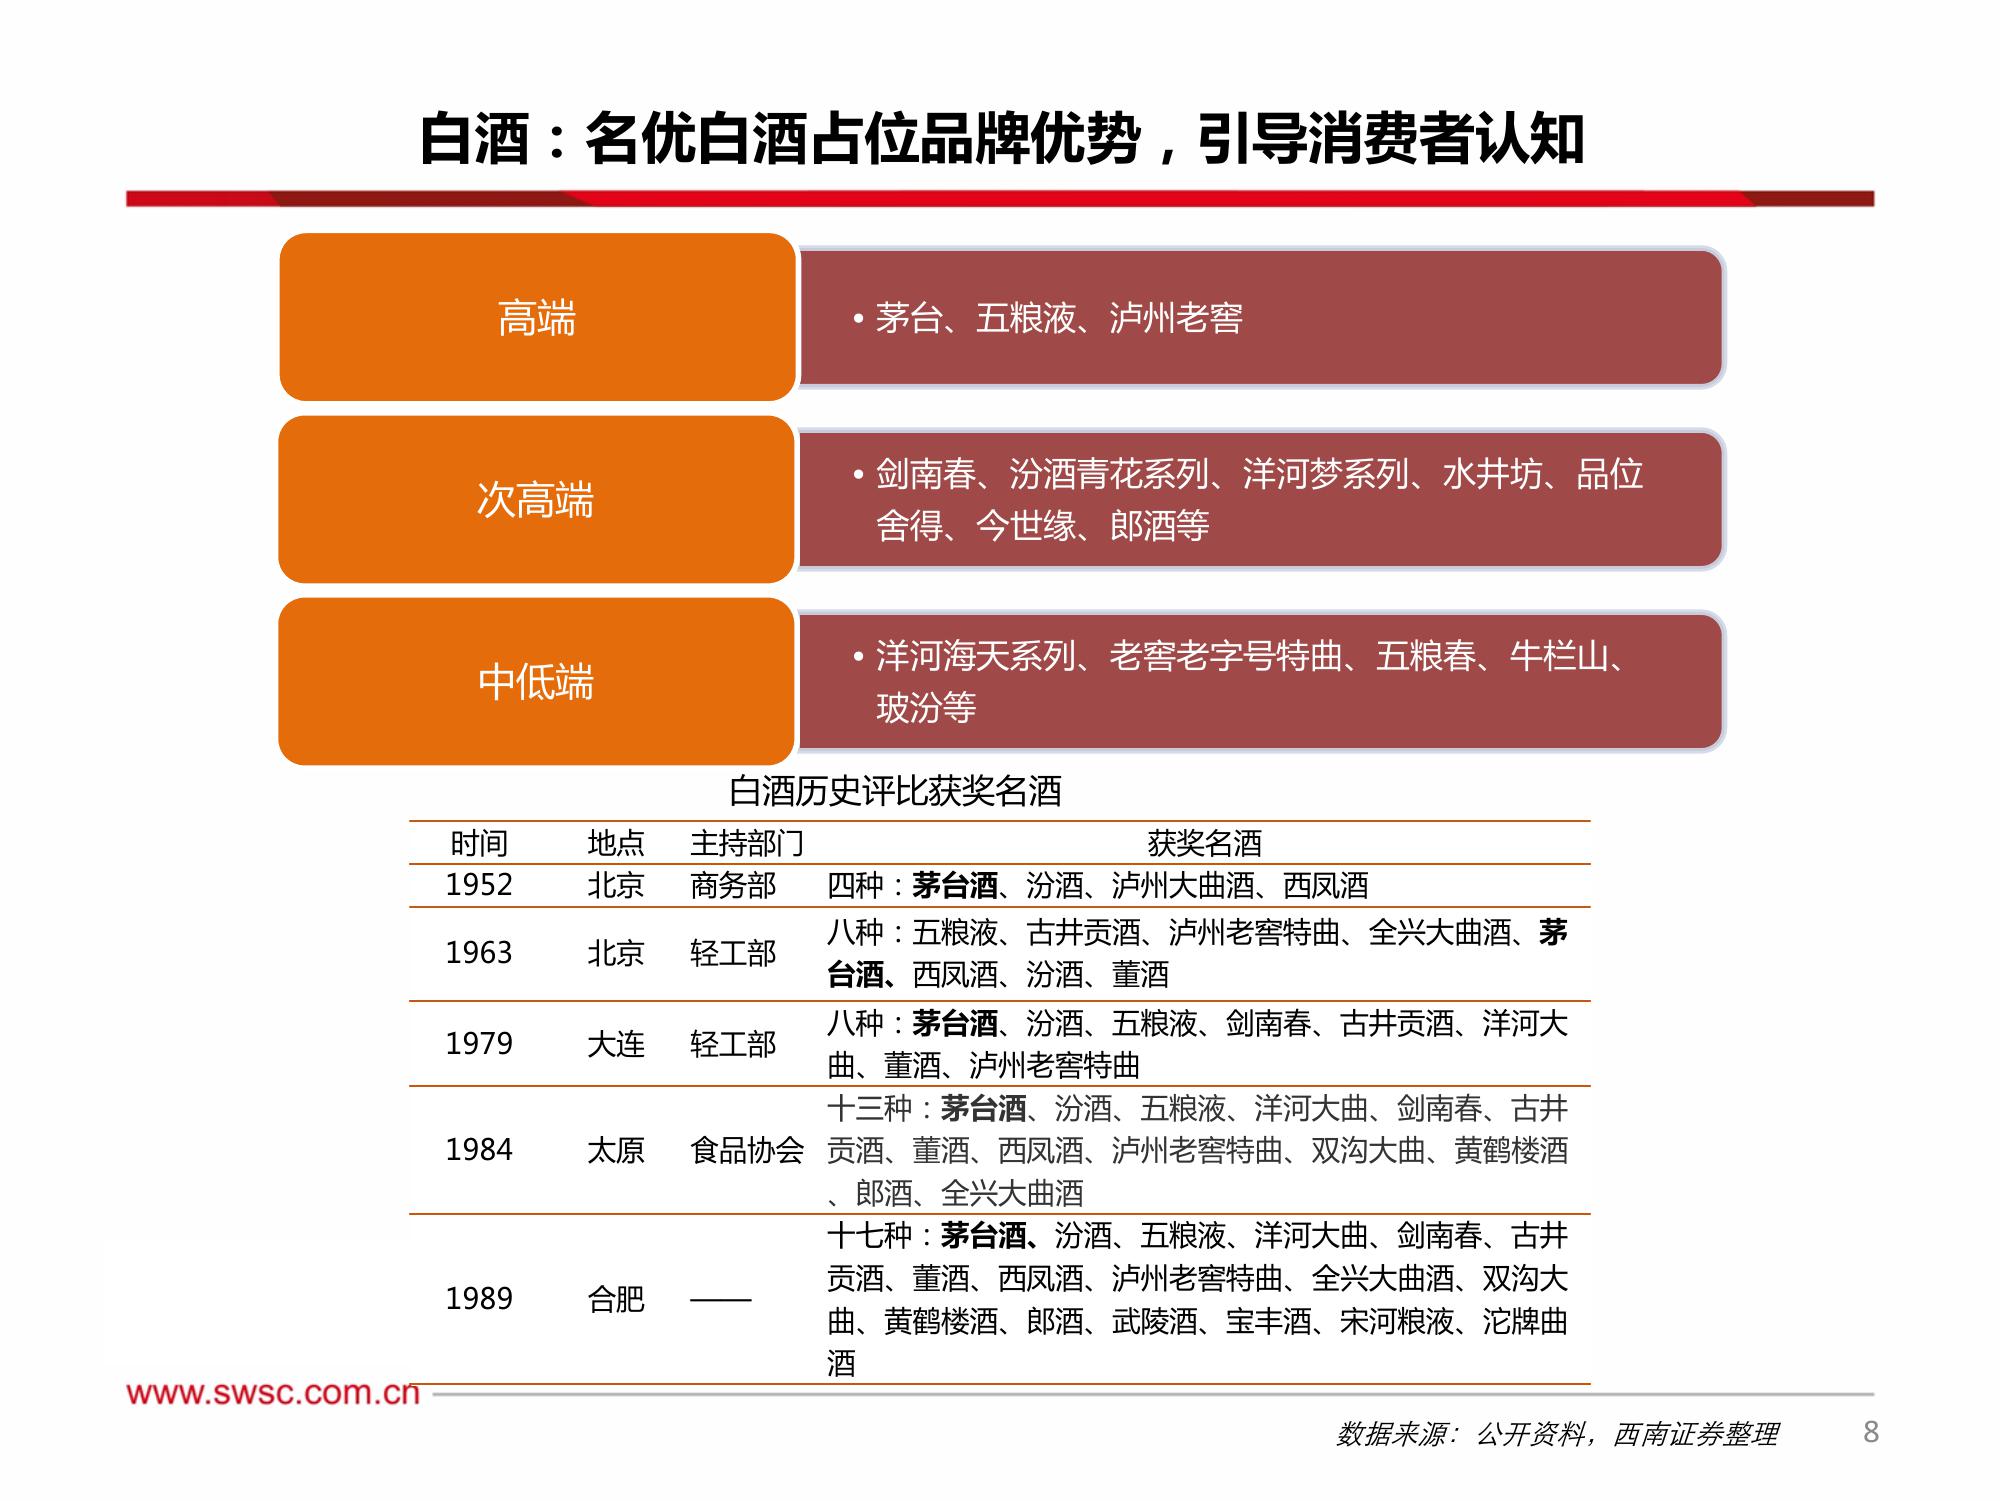 白酒：名优白酒占位品牌优势，引导消费者认知
高端
• 茅台、五粮液、泸州老窖
次高端
• 剑南春、汾酒青花系列、洋河梦系列、水井坊、品位
舍得、今世缘、郎酒等
中低端
• 洋河海天系列、老窖老字号特曲、五粮春、牛栏山、
玻汾等
白酒历史评比获奖名酒
时间 地点 主持部门 获奖名酒
1952 北京 商务部 四种：茅台酒、汾酒、泸州大曲酒、西凤酒
1963 北京 轻工部 八种：五粮液、古井贡酒、泸州老窖特曲、全兴大曲酒、茅
台酒、西凤酒、汾酒、董酒
1979 大连 轻工部 八种：茅台酒、汾酒、五粮液、剑南春、古井贡酒、洋河大
曲、董酒、泸州老窖特曲
1984 太原 食品协会 十三种：茅台酒、汾酒、五粮液、洋河大曲、剑南春、古井
贡酒、董酒、西凤酒、泸州老窖特曲、双沟大曲、黄鹤楼酒
、郎酒、全兴大曲酒
1989 合肥 —— 十七种：茅台酒、汾酒、五粮液、洋河大曲、剑南春、古井
贡酒、董酒、西凤酒、泸州老窖特曲、全兴大曲酒、双沟大
曲、黄鹤楼酒、郎酒、武陵酒、宝丰酒、宋河粮液、沱牌曲
酒
www.swsc.com.cn
数据来源：公开资料，西南证券整理
8